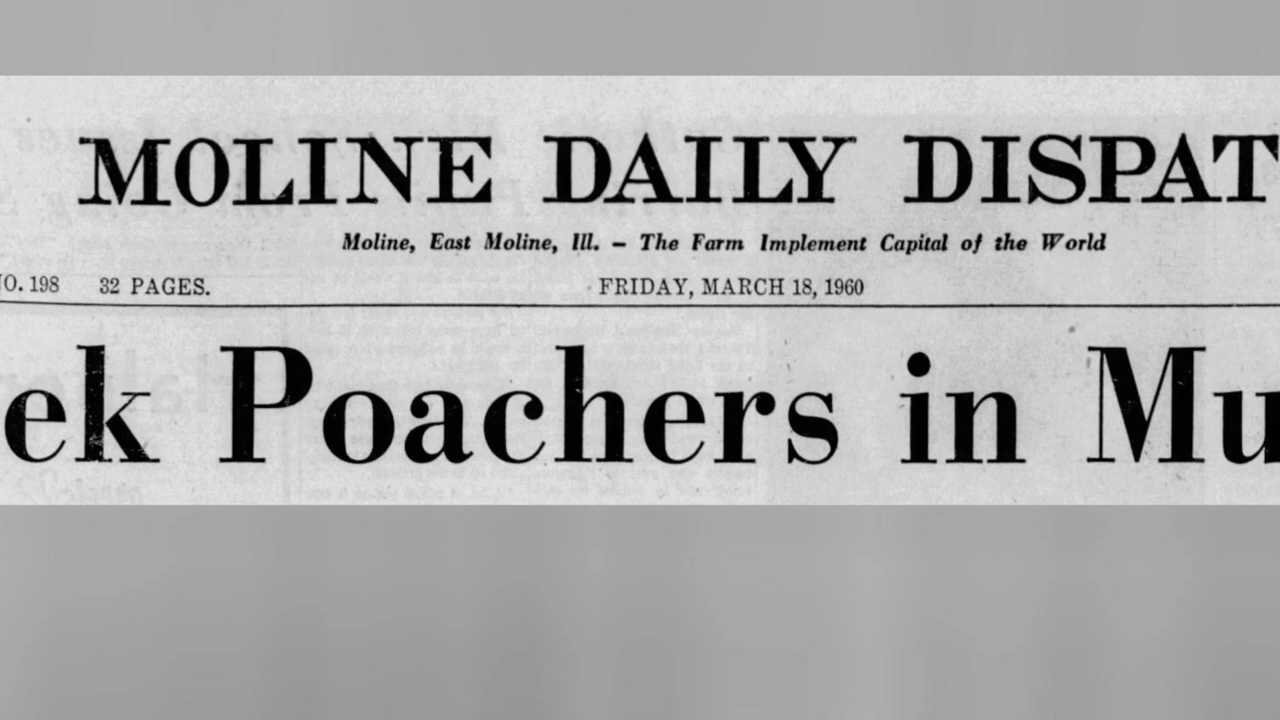 MOLINE DAILY DISPAT
Moline, East Moline, Ill. – The Farm Implement Capital of the World
NO. 198 32 PAGES. FRIDAY, MARCH 18, 1960
ek Poachers in Mu